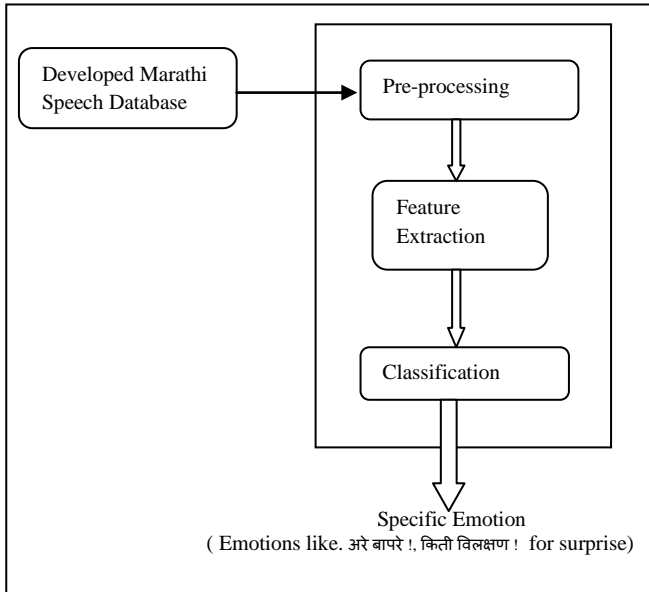 Developed Marathi
Speech Database
Pre-processing
Feature
Extraction
Classification
Specific Emotion
( Emotions like. अरे बापरे !, किती विलक्षण ! for surprise)